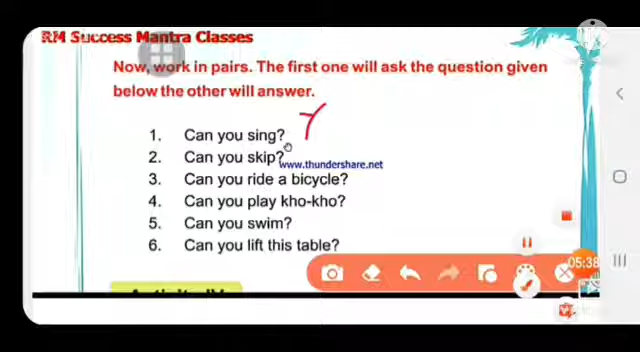 RM Success Mantra Classes
Now, work in pairs. The first one will ask the question given
below the other will answer.
1. Can you sing? Y
2. Can you skip?
www.thundershare.net
3. Can you ride a bicycle?
4. Can you play kho-kho?
5. Can you swim?
6. Can you lift this table?
05:38